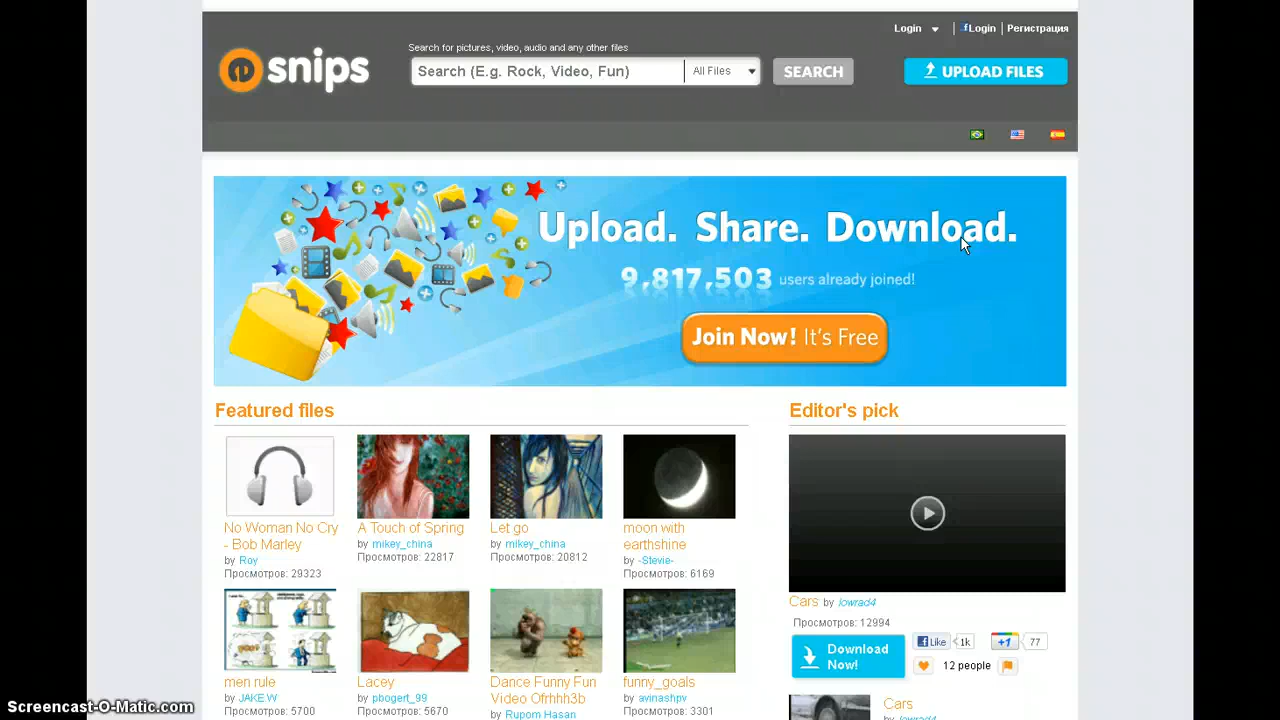 Login
Login
Регистрация
snips
Search for pictures, video, audio and any other files
Search (E.g. Rock, Video, Fun)
All Files
SEARCH
UPLOAD FILES
Upload. Share. Download.
9,817,503 users already joined!
Join Now! It's Free
Featured files
No Woman No Cry
- Bob Marley
by Roy
Просмотров: 29323
A Touch of Spring
by mikey_china
Просмотров: 22817
Let go
by mikey_china
Просмотров: 20812
moon with
earthshine
by -Stevie-
Просмотров: 6169
men rule
by JAKE W
Просмотров: 5700
Lacey
by pbogert_99
Просмотров: 5670
Dance Funny Fun
Video Ofrhhh3b
by Rupom Hasan
funny_goals
by avinashpv
Просмотров: 3301
Editor's pick
Cars by lowrad4
Просмотров: 12994
Download
Now!
Like
1k
+1
77
12 people
Cars
by lowrad4
Screencast-O-Matic.com